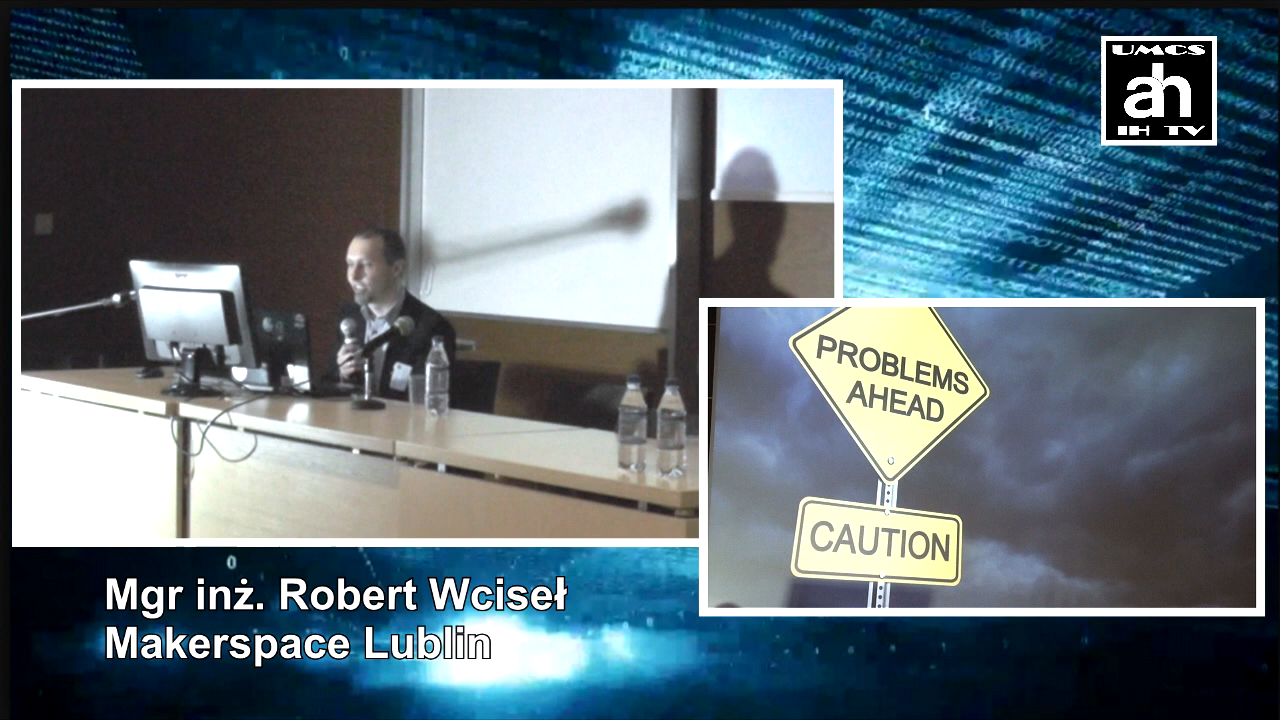 UMCS
ah
IH TV
PROBLEMS
AHEAD
CAUTION
Mgr inż. Robert Wciseł
Makerspace Lublin